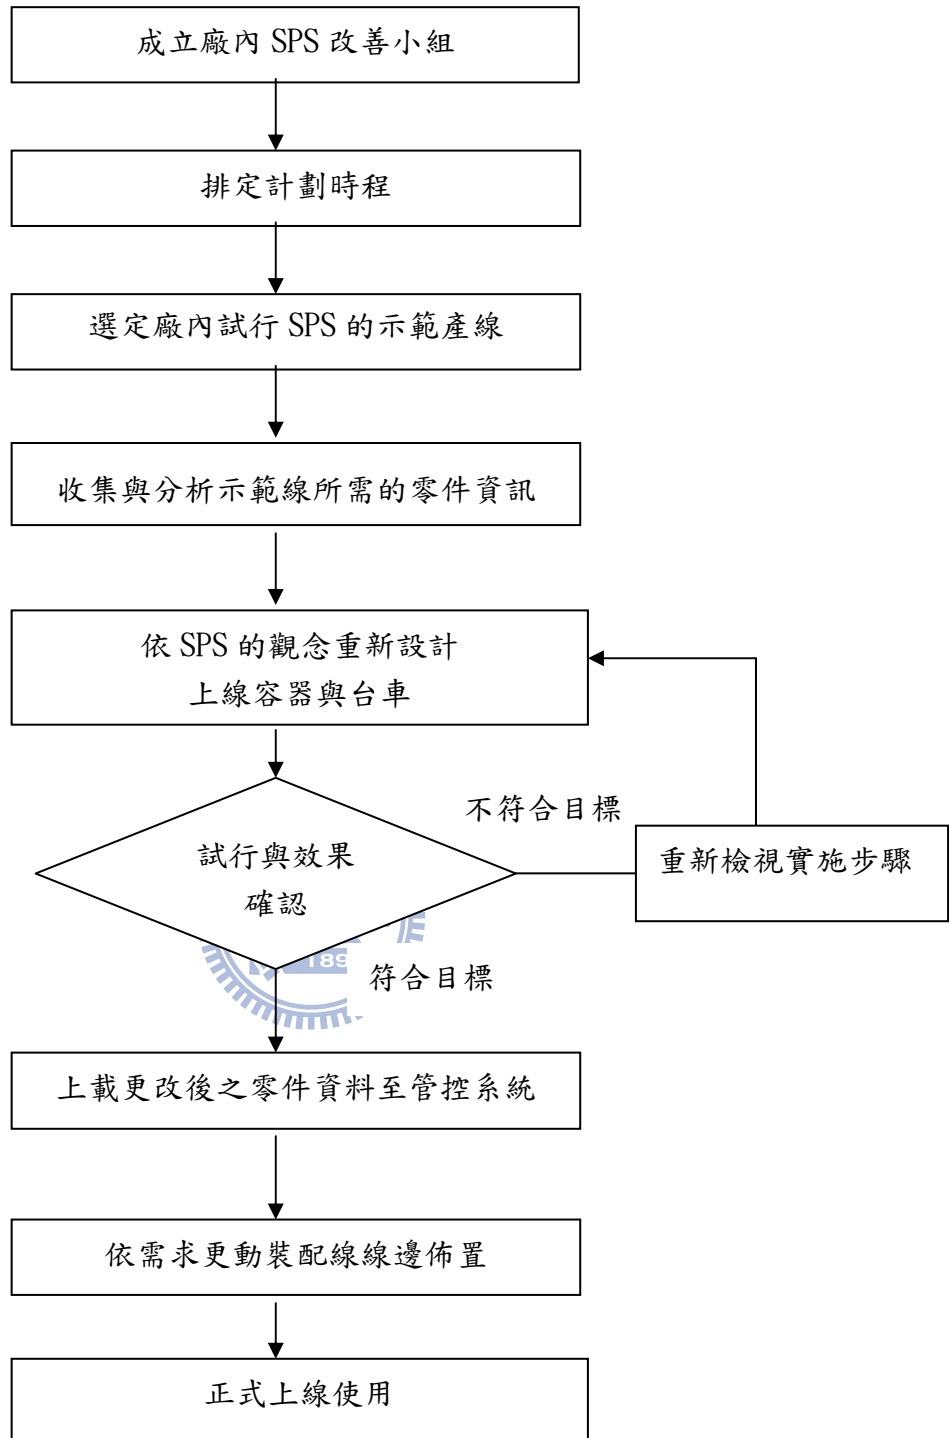 成立廠內 SPS 改善小組
排定計劃時程
選定廠內試行 SPS 的示範產線
收集與分析示範線所需的零件資訊
依 SPS 的觀念重新設計
上線容器與台車
不符合目標
試行與效果
確認
重新檢視實施步驟
符合目標
上載更改後之零件資料至管控系統
依需求更動裝配線線邊佈置
正式上線使用